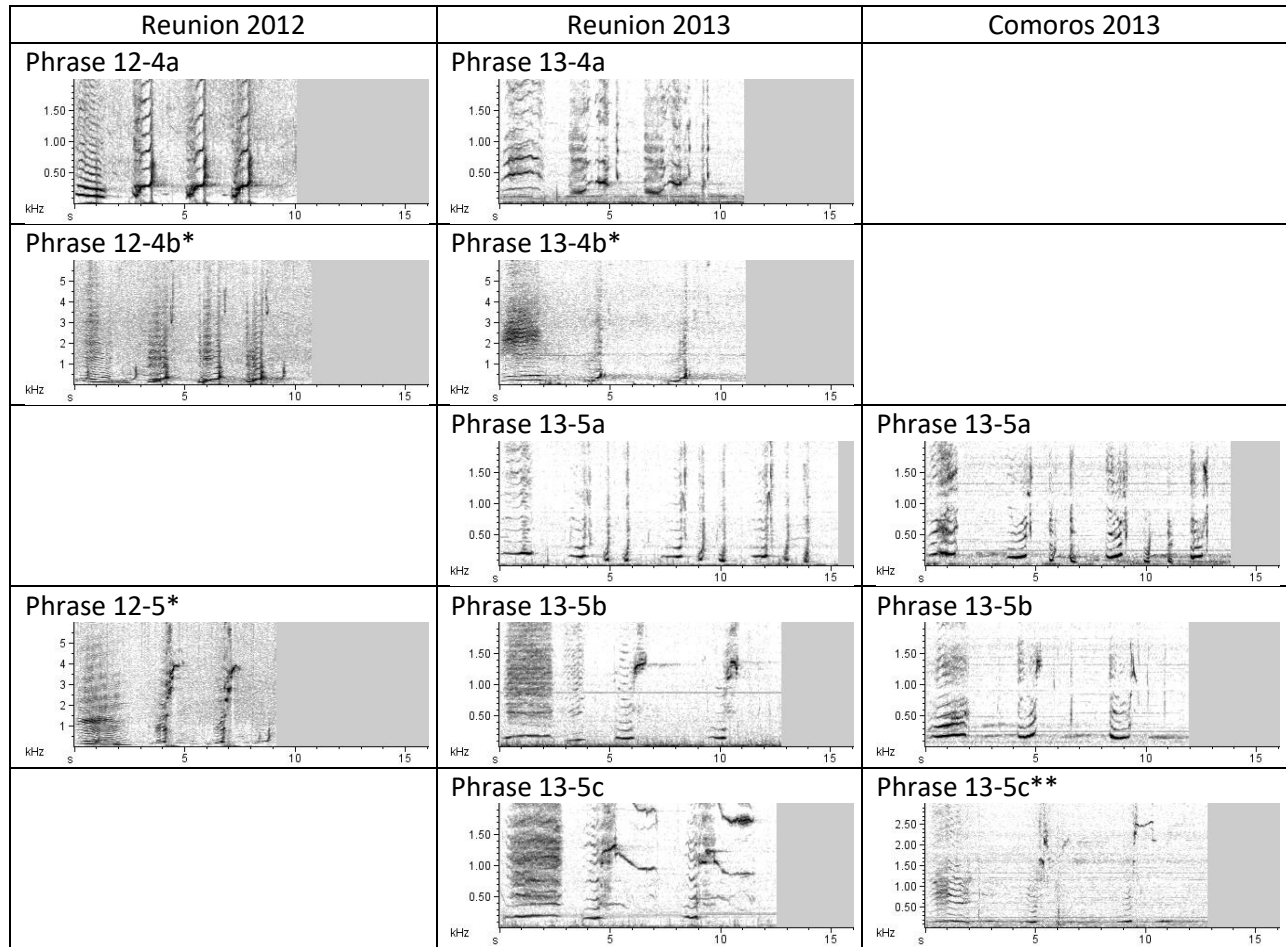 Reunion 2012 Reunion 2013 Comoros 2013
Phrase 12-4a Phrase 13-4a
1.50 1.50
1.00 1.00
0.50 0.50
kHz kHz
s 5 10 15 s 5 10 15
Phrase 12-4b* Phrase 13-4b*
5 5
4 4
3 3
2 2
1 1
kHz kHz
s 5 10 15 s 5 10 15
Phrase 13-5a Phrase 13-5a
1.50 1.50
1.00 1.00
0.50 0.50
kHz kHz
s 5 10 15 s 5 10 15
Phrase 12-5* Phrase 13-5b Phrase 13-5b
5
4 1.50 1.50
3 1.00 1.00
2
1 0.50 0.50
kHz kHz kHz
s 5 10 15 s 5 10 15 s 5 10 15
Phrase 13-5c Phrase 13-5c**
2.50
1.50 2.00
1.00 1.50
1.00
0.50 0.50
kHz kHz
s 5 10 15 s 5 10 15